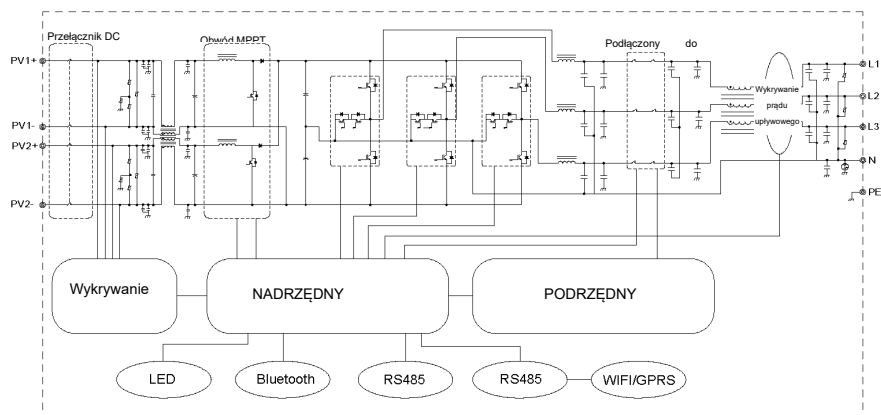 Przełącznik DC
Obwód MPPT
Podłączony do
PV1+
PV1-
PV2+
PV2-
Wykrywanie
prądu
upływowego
L1
L2
L3
N
PE
Wykrywanie
NADRZĘDNY
PODRZĘDNY
LED
Bluetooth
RS485
RS485
WIFI/GPRS